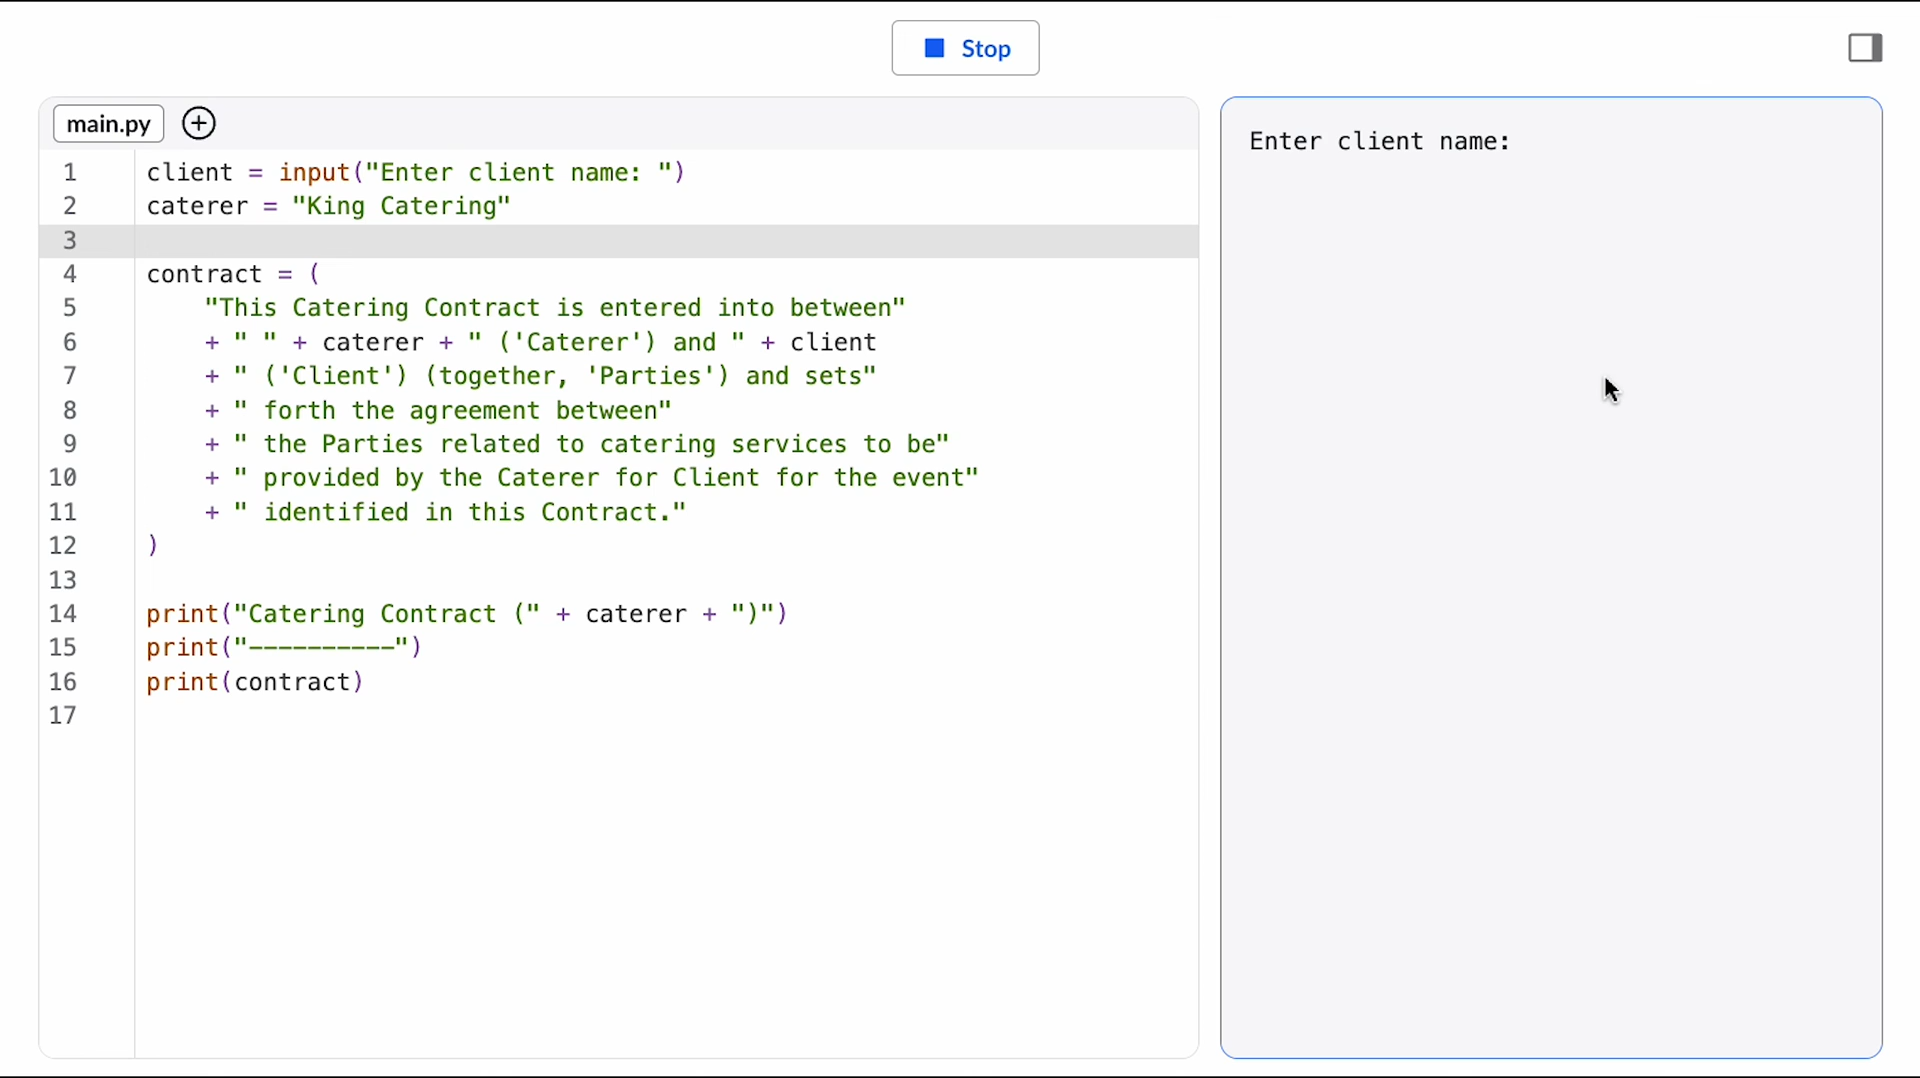 Stop
main.py
1 client = input("Enter client name: ")
2 caterer = "King Catering"
3
4 contract = (
5     "This Catering Contract is entered into between"
6     + " " + caterer + " ('Caterer') and " + client
7     + " ('Client') (together, 'Parties') and sets"
8     + " forth the agreement between"
9     + " the Parties related to catering services to be"
10     + " provided by the Caterer for Client for the event"
11     + " identified in this Contract."
12 )
13
14 print("Catering Contract (" + caterer + ")")
15 print("----------")
16 print(contract)
17
Enter client name: